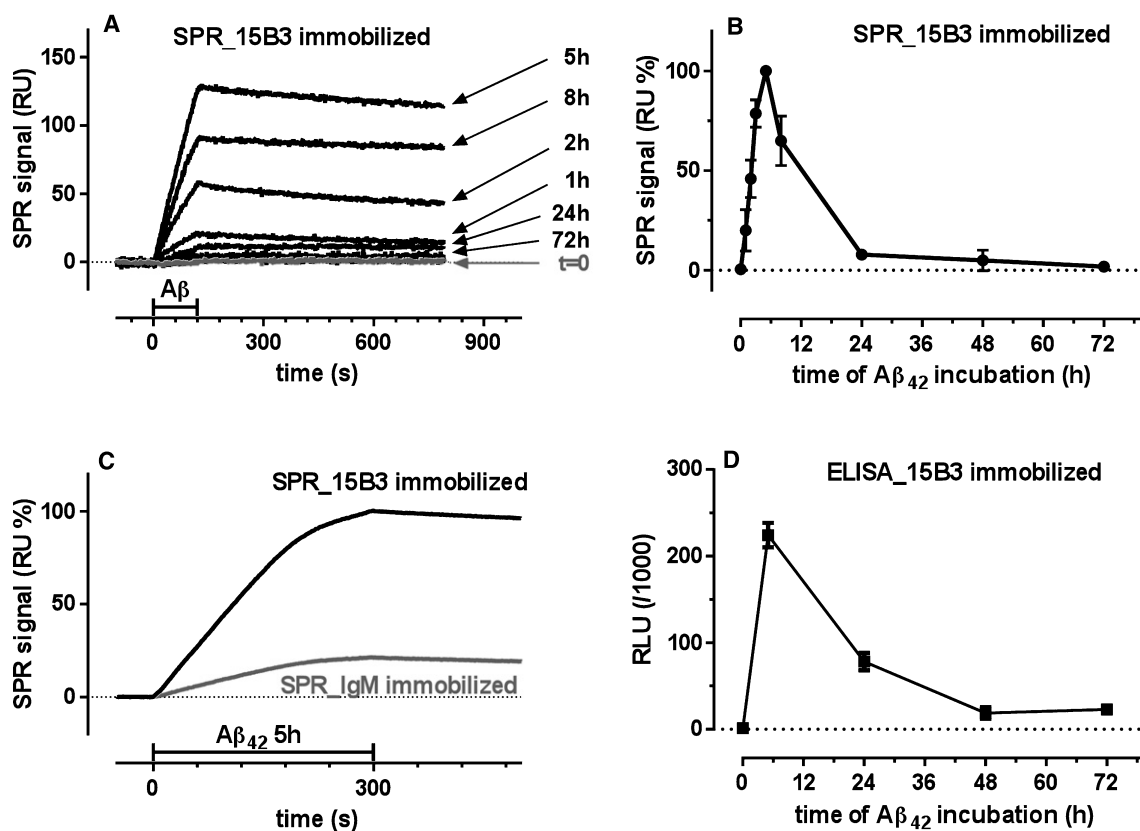 A
SPR_15B3 immobilized
SPR signal (RU)
150
100
50
0
5h
8h
2h
1h
24h
72h
t=0
Aβ
0 300 600 900
time (s)
B
SPR_15B3 immobilized
SPR signal (RU %)
100
50
0
0 12 24 36 48 60 72
time of Aβ42 incubation (h)
C
SPR_15B3 immobilized
SPR signal (RU %)
100
50
0
SPR_IgM immobilized
Aβ42 5h
0 300
time (s)
D
ELISA_15B3 immobilized
RLU (/1000)
300
200
100
0
0 12 24 36 48 60 72
time of Aβ42 incubation (h)